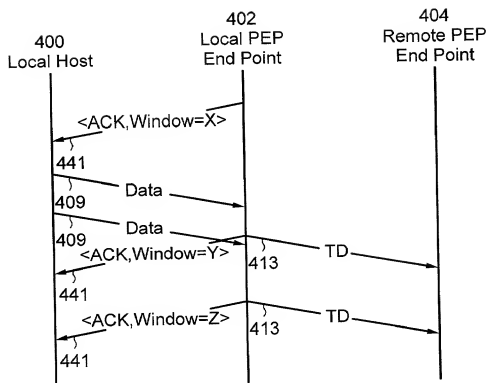 400
Local Host
402
Local PEP
End Point
404
Remote PEP
End Point
<ACK,Window=X>
441
Data
409
Data
409
<ACK,Window=Y>
413
TD
441
<ACK,Window=Z>
413
TD
441